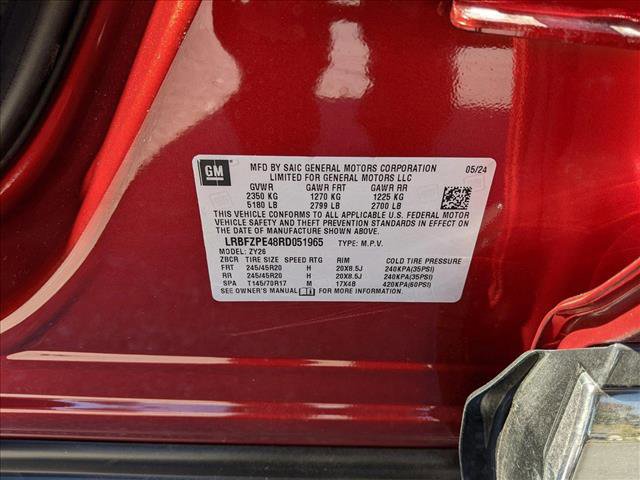 GM
MFD BY SAIC GENERAL MOTORS CORPORATION 05/24
LIMITED FOR GENERAL MOTORS LLC
GVWR GAWR FRT GAWR RR
2350 KG 1270 KG 1225 KG
5180 LB 2799 LB 2700 LB
THIS VEHICLE CONFORMS TO ALL APPLICABLE U.S. FEDERAL MOTOR
VEHICLE SAFETY AND THEFT PREVENTION STANDARDS IN EFFECT ON
THE DATE OF MANUFACTURE SHOWN ABOVE.
LRBFZPE48RD051965 TYPE: M.P.V.
MODEL: ZY26
ZBCR TIRE SIZE SPEED RTG RIM COLD TIRE PRESSURE
FRT 245/45R20 H 20X8.5J 240KPA(35PSI)
RR 245/45R20 H 20X8.5J 240KPA(35PSI)
SPA T145/70R17 M 17X4B 420KPA(60PSI)
SEE OWNER'S MANUAL FOR MORE INFORMATION.